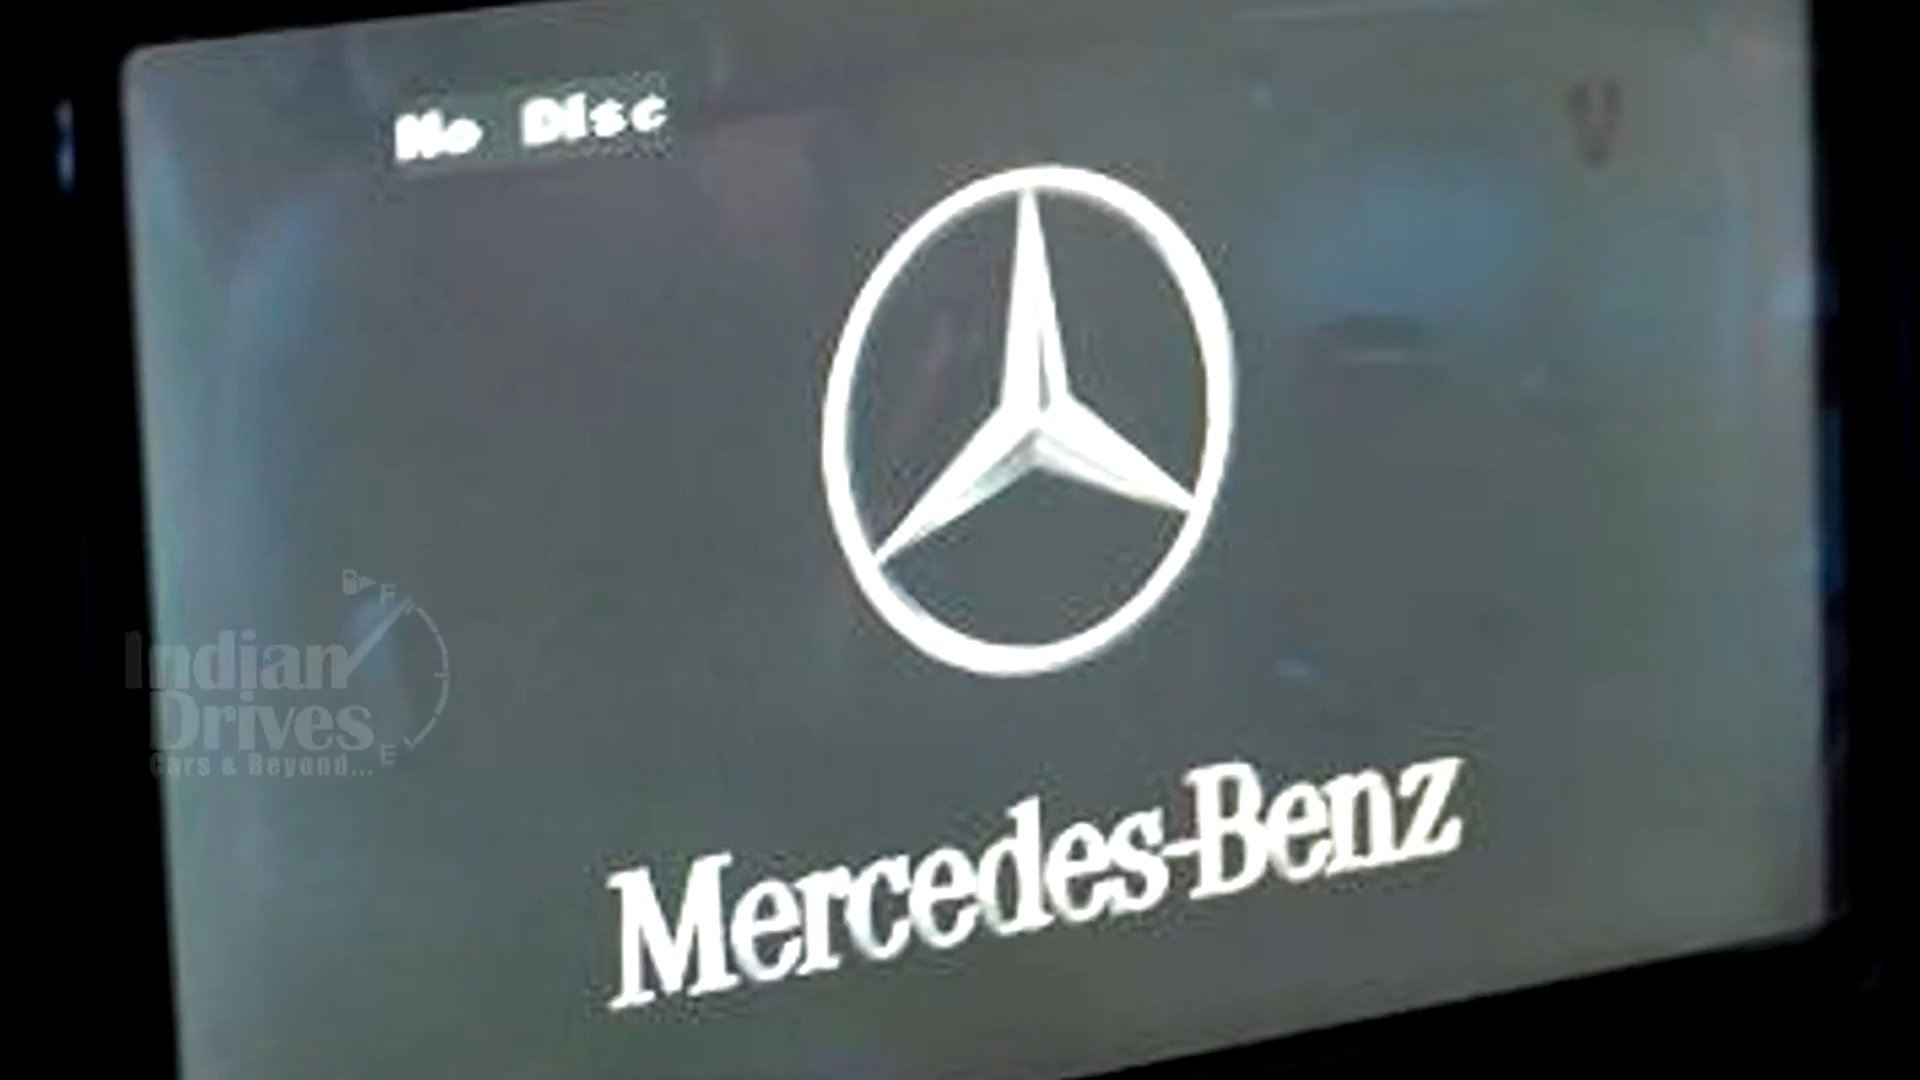 No Disc
F
Indian
Drives
E
Cars & Beyond...
Mercedes-Benz